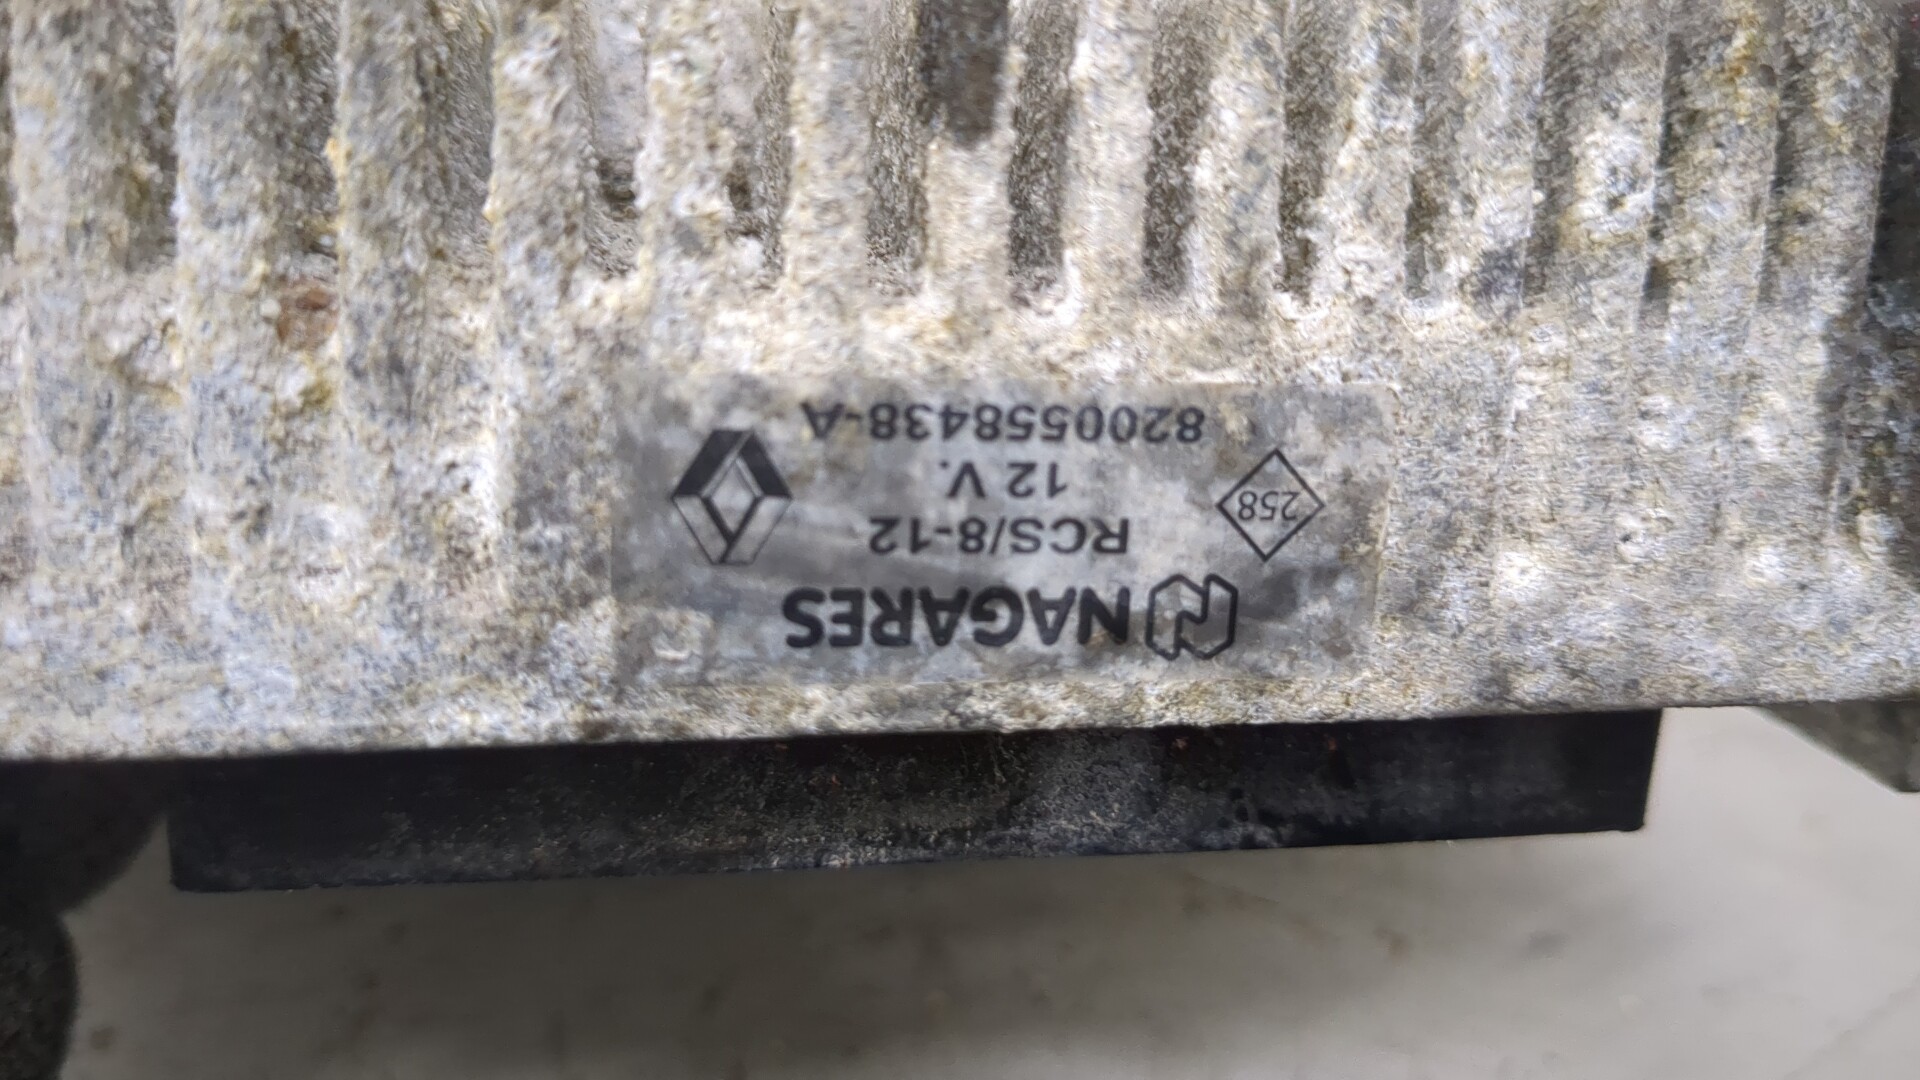 NAGARES
RCS/8-12
12 V.
258
8200558438-A